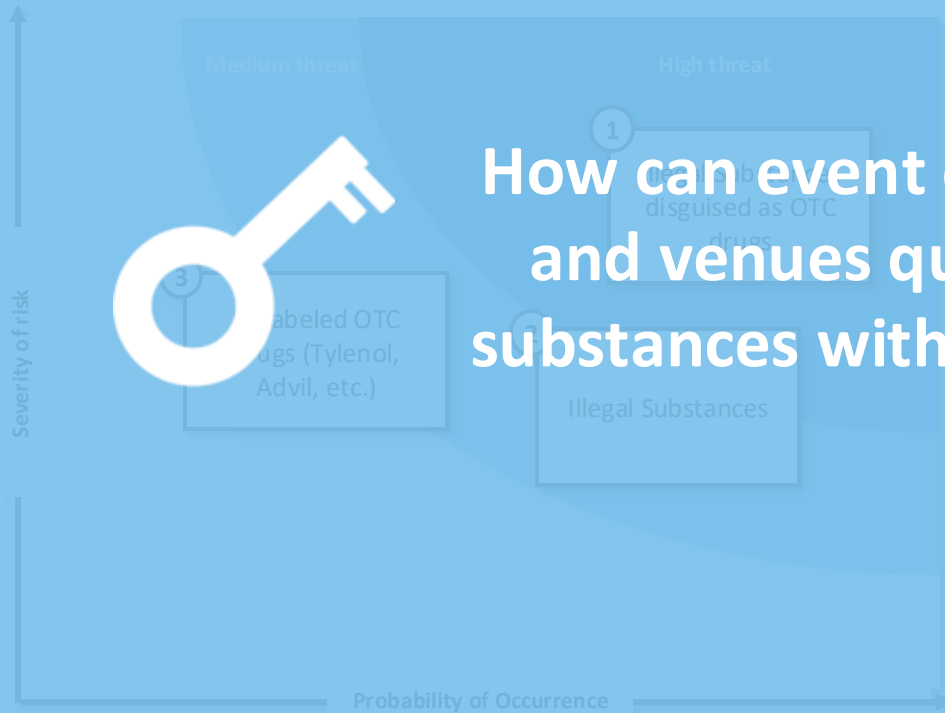 Medium threat
High threat
1
disguised as OTC
drugs
How can event
and venues qu
substances with
3
abeled OTC
ugs (Tylenol,
Advil, etc.)
2
Illegal Substances
Severity of risk
Probability of Occurrence